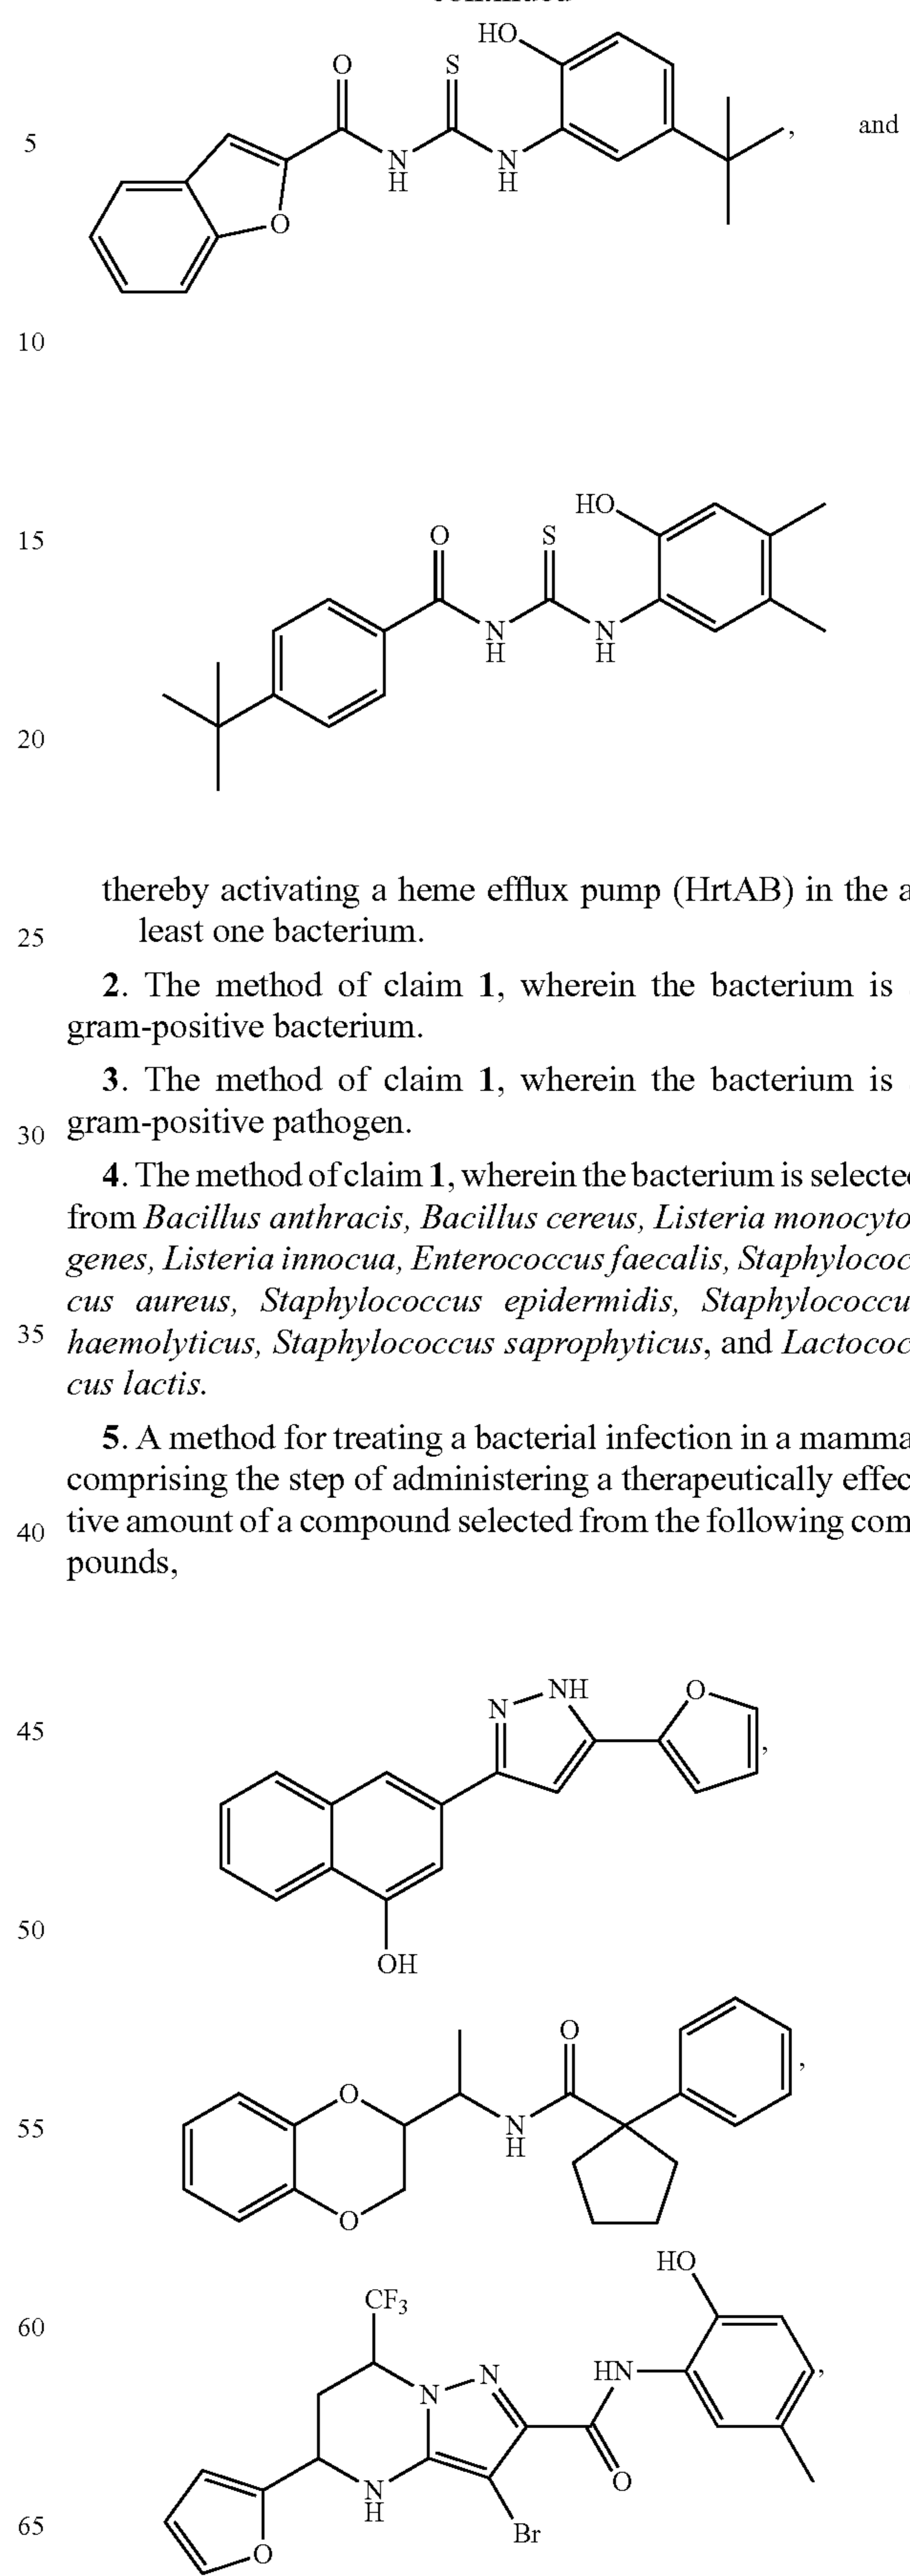 HO
O S
5 N H N H , and
O
10
15 HO
O S
N H N H
20
thereby activating a heme efflux pump (HrtAB) in the a
25 least one bacterium.
2. The method of claim 1, wherein the bacterium is
gram-positive bacterium.
3. The method of claim 1, wherein the bacterium is
30 gram-positive pathogen.
4. The method of claim 1, wherein the bacterium is selected
from Bacillus anthracis, Bacillus cereus, Listeria monocyto
genes, Listeria innocua, Enterococcus faecalis, Staphylococ
cus aureus, Staphylococcus epidermidis, Staphylococcu
35 haemolyticus, Staphylococcus saprophyticus, and Lactococ
cus lactis.
5. A method for treating a bacterial infection in a mamma
comprising the step of administering a therapeutically effec
40 tive amount of a compound selected from the following com
pounds,
N NH O
45 ,
50
OH
O
O ,
55 N H
O
HO
60 CF3
N N HN ,
N H O
65 O Br